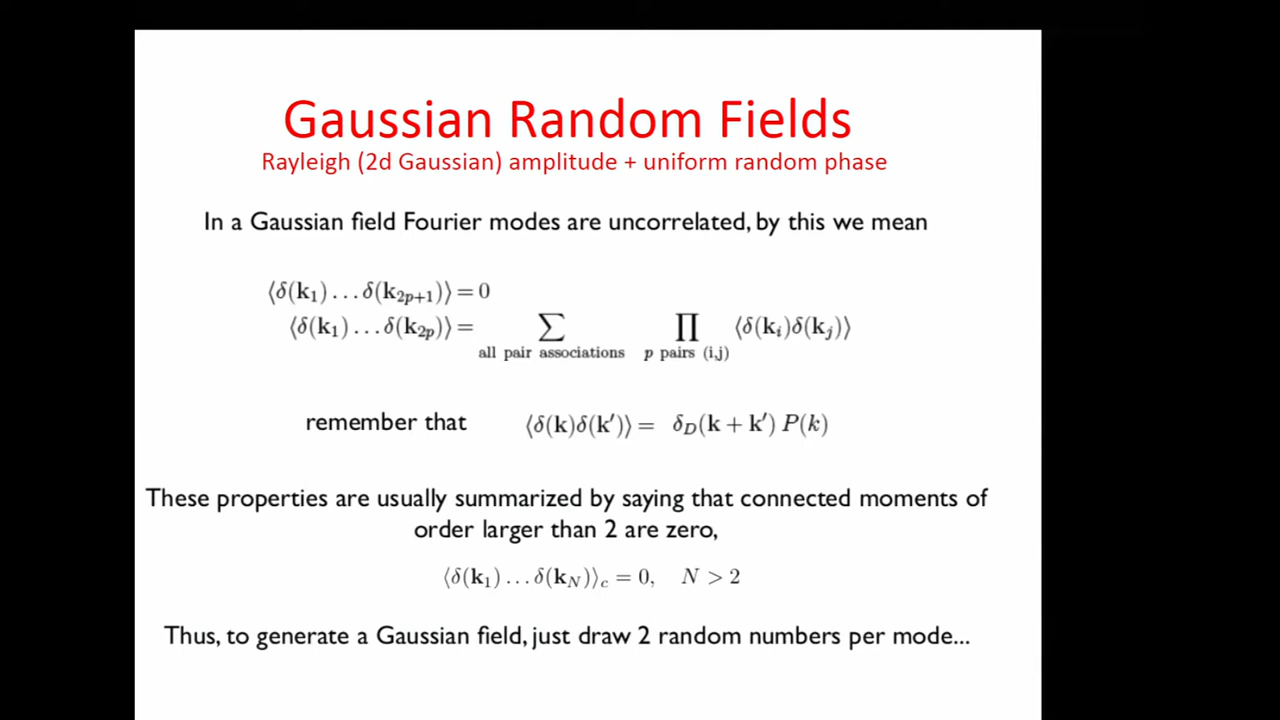 Gaussian Random Fields
Rayleigh (2d Gaussian) amplitude + uniform random phase
In a Gaussian field Fourier modes are uncorrelated, by this we mean
⟨δ(k₁) . . . δ(k₂ₚ₊₁)⟩ = 0
⟨δ(k₁) . . . δ(k₂ₚ)⟩ = ∑ ∏ ⟨δ(kᵢ)δ(kⱼ)⟩
all pair associations p pairs (i,j)
remember that ⟨δ(k)δ(k′)⟩ = δ_D(k + k′) P(k)
These properties are usually summarized by saying that connected moments of
order larger than 2 are zero,
⟨δ(k₁) . . . δ(k_N)⟩_c = 0, N > 2
Thus, to generate a Gaussian field, just draw 2 random numbers per mode...